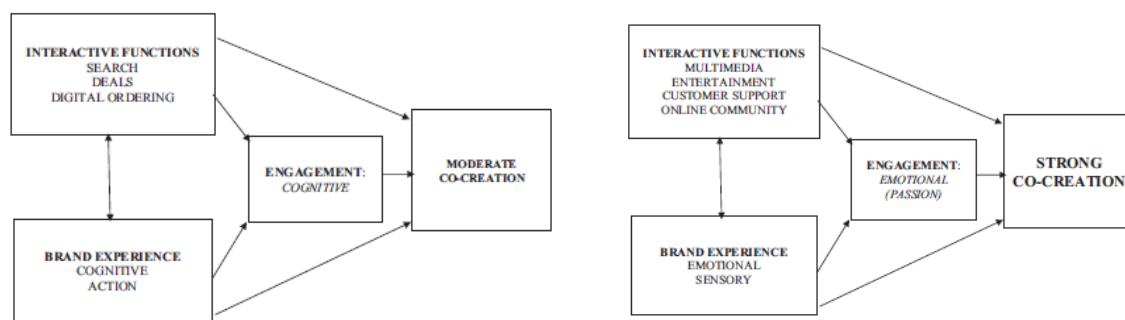 INTERACTIVE FUNCTIONS
SEARCH
DEALS
DIGITAL ORDERING
ENGAGEMENT:
COGNITIVE
MODERATE
CO-CREATION
BRAND EXPERIENCE
COGNITIVE
ACTION
INTERACTIVE FUNCTIONS
MULTIMEDIA
ENTERTAINMENT
CUSTOMER SUPPORT
ONLINE COMMUNITY
ENGAGEMENT:
EMOTIONAL
(PASSION)
STRONG
CO-CREATION
BRAND EXPERIENCE
EMOTIONAL
SENSORY